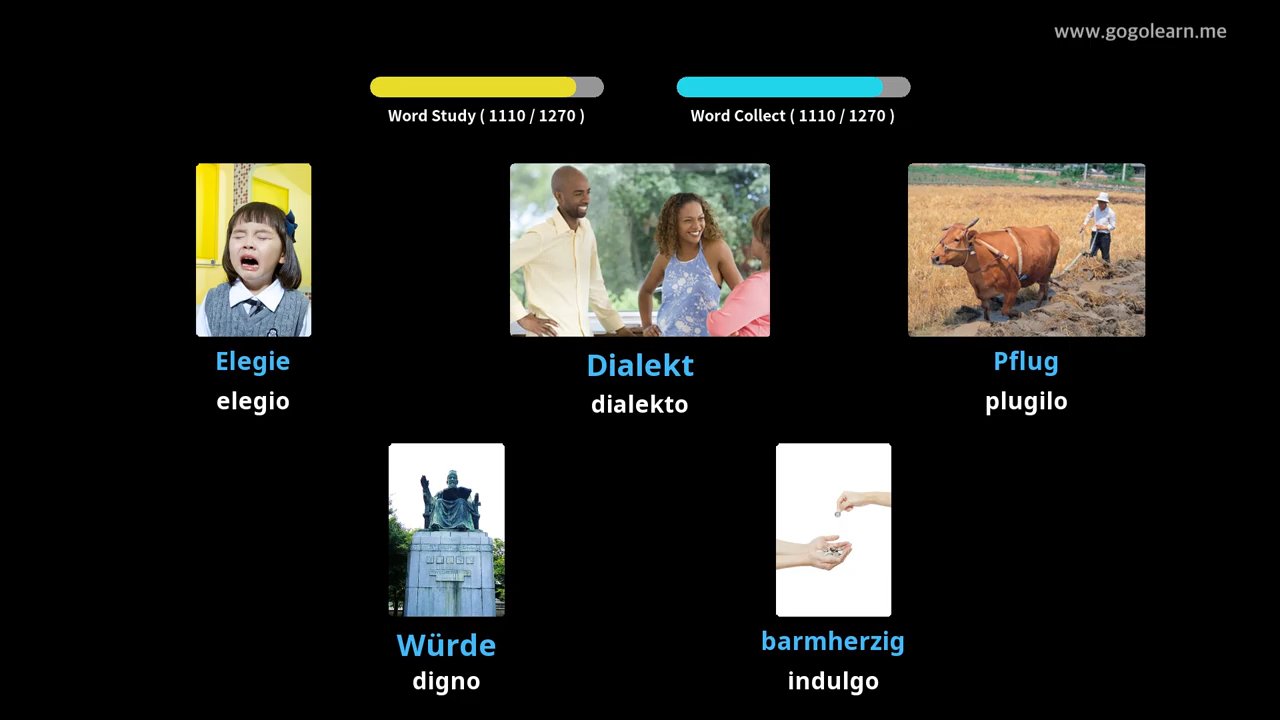 www.gogolearn.me
Word Study ( 1110 / 1270 )
Word Collect ( 1110 / 1270 )
Elegie
elegio
Dialekt
dialekto
Pflug
plugilo
Würde
digno
barmherzig
indulgo